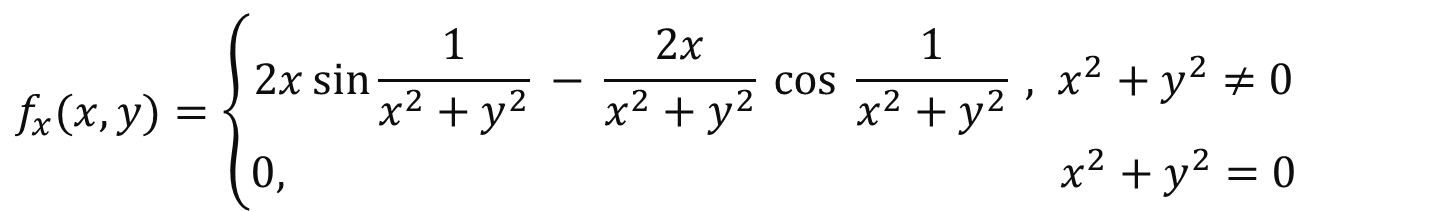 fₓ(x, y) = { 2x sin 1/(x² + y²) − 2x/(x² + y²) cos 1/(x² + y²) , x² + y² ≠ 0
0, x² + y² = 0